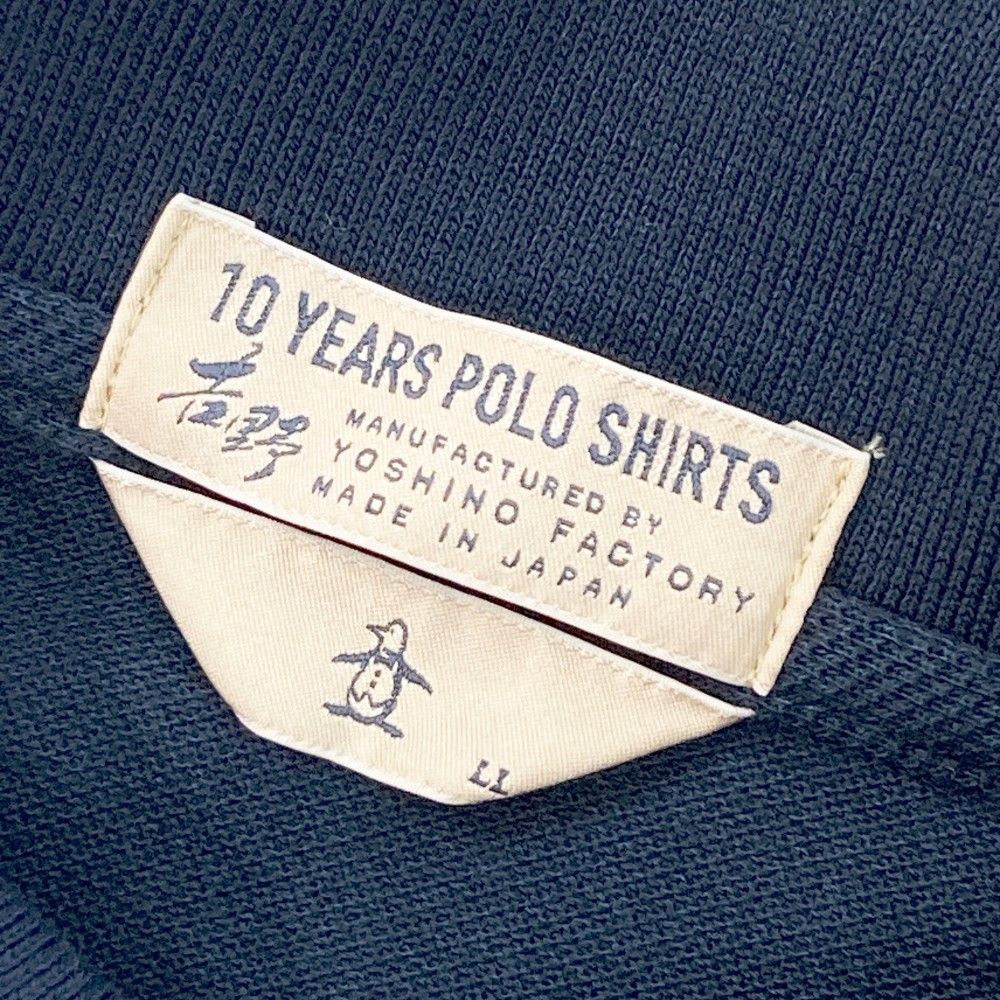 10 YEARS POLO SHIRTS
吉野
MANUFACTURED BY
YOSHINO FACTORY
MADE IN JAPAN
LL